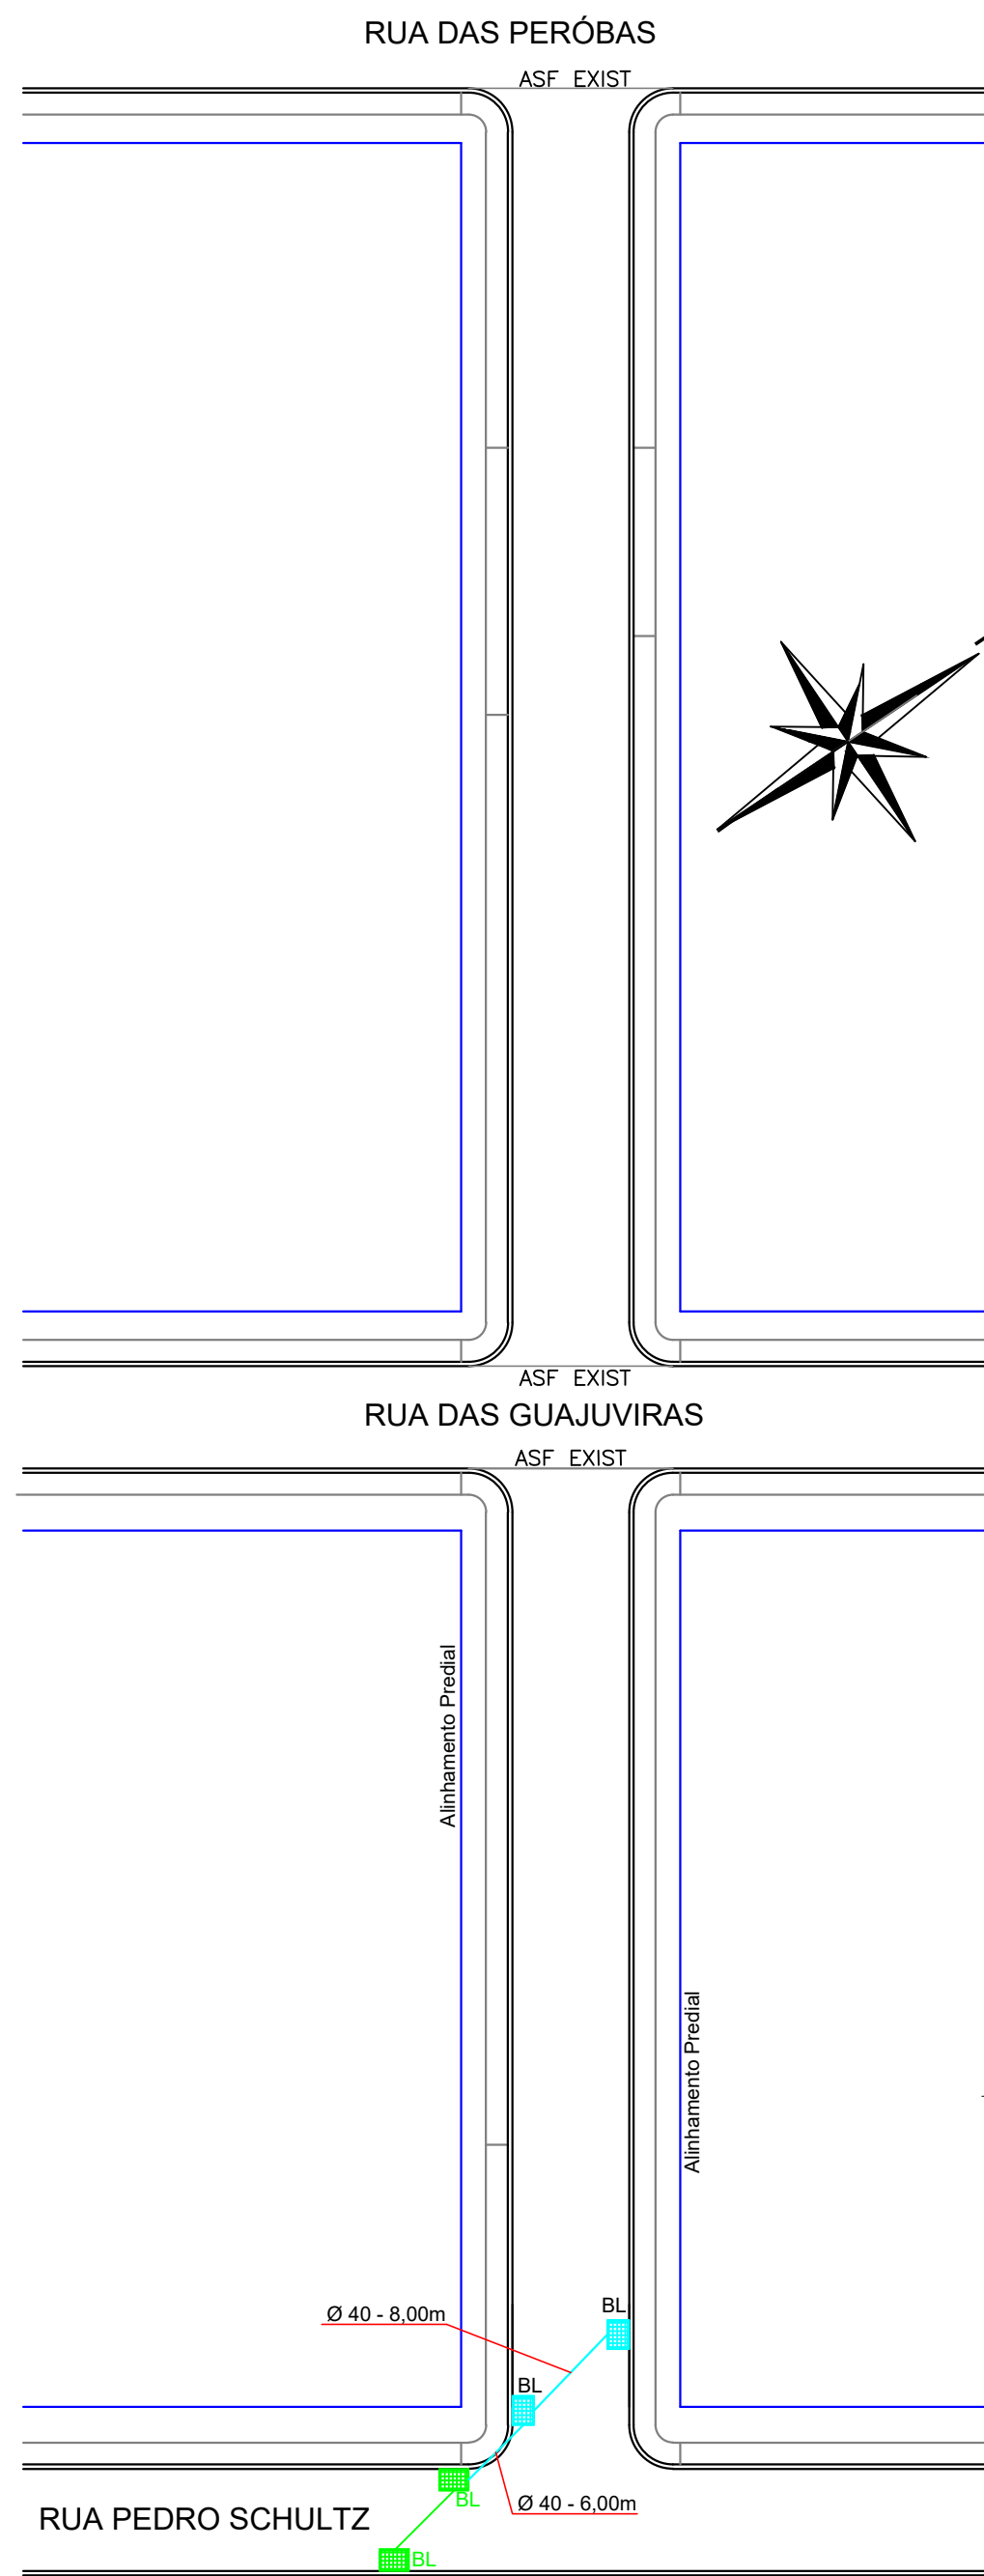 RUA DAS PERÓBAS
ASF EXIST
ASF EXIST
RUA DAS GUAJUVIRAS
ASF EXIST
Alinhamento Predial
Alinhamento Predial
BL
Ø 40 - 8,00m
BL
BL
Ø 40 - 6,00m
RUA PEDRO SCHULTZ
BL